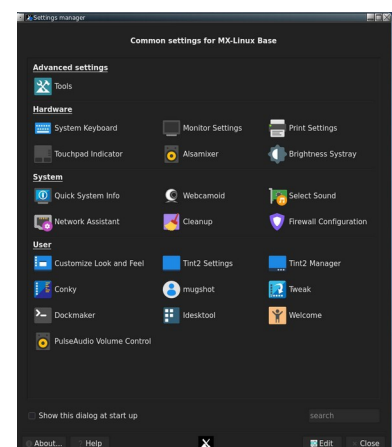 Settings manager
Common settings for MX-Linux Base
Advanced settings
Tools
Hardware
System Keyboard Monitor Settings Print Settings
Touchpad Indicator Alsamixer Brightness Systray
System
Quick System Info Webcamoid Select Sound
Network Assistant Cleanup Firewall Configuration
User
Customize Look and Feel Tint2 Settings Tint2 Manager
Conky mugshot Tweak
Dockmaker Idesktool Welcome
PulseAudio Volume Control
Show this dialog at start up search
About... ? Help Edit Close